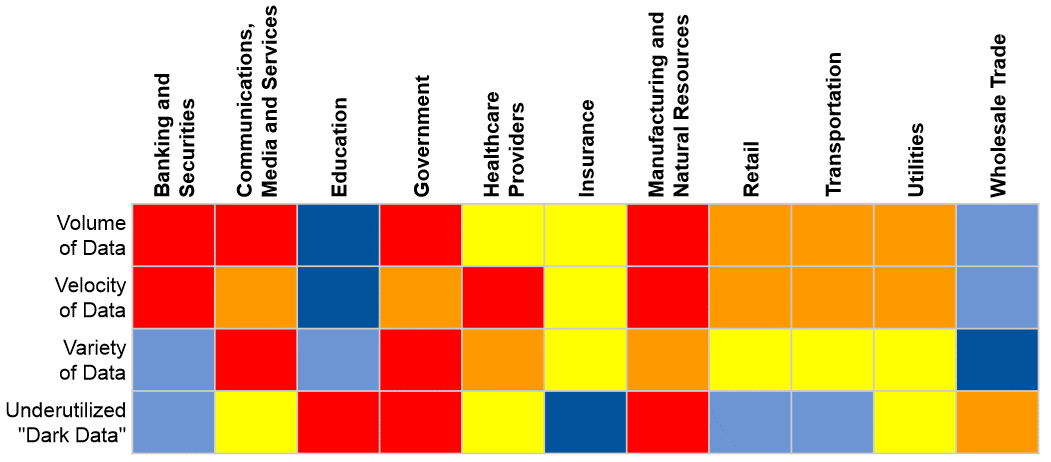 Banking and
Securities
Communications,
Media and Services
Education
Government
Healthcare
Providers
Insurance
Manufacturing and
Natural Resources
Retail
Transportation
Utilities
Wholesale Trade
Volume
of Data
Velocity
of Data
Variety
of Data
Underutilized
"Dark Data"